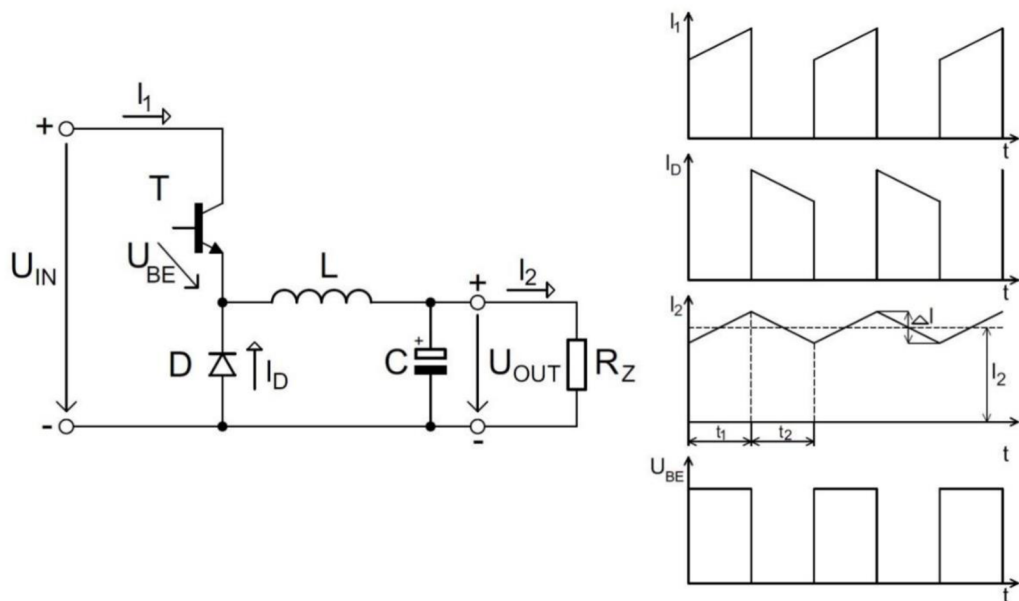 I1
+
T
UIN
UBE
L
+
I2
D
ID
+
C
UOUT
RZ
-
-
I1
t
ID
t
I2
ΔI
I2
t1
t2
t
UBE
t